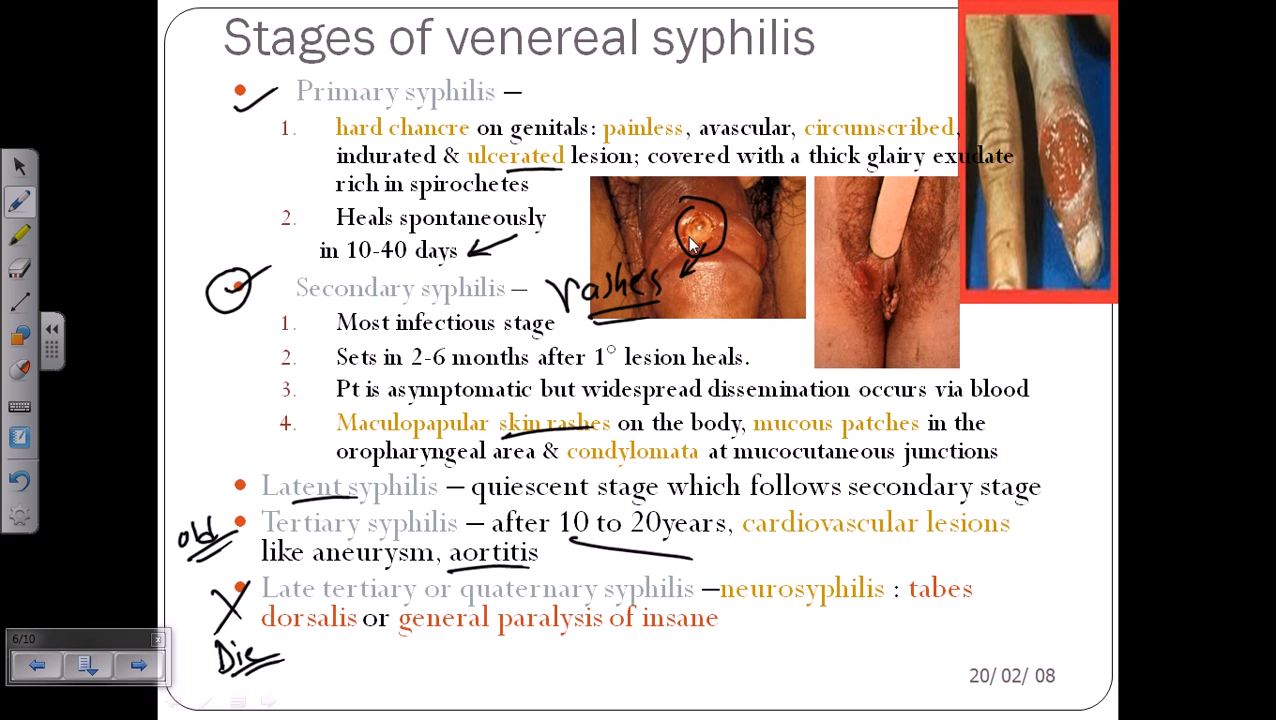 Stages of venereal syphilis
Primary syphilis –
1. hard chancre on genitals: painless, avascular, circumscribed,
indurated & ulcerated lesion; covered with a thick glairy exudate
rich in spirochetes
2. Heals spontaneously
in 10-40 days
Secondary syphilis –
rashes
1. Most infectious stage
2. Sets in 2-6 months after 1° lesion heals.
3. Pt is asymptomatic but widespread dissemination occurs via blood
4. Maculopapular skin rashes on the body, mucous patches in the
oropharyngeal area & condylomata at mucocutaneous junctions
Latent syphilis – quiescent stage which follows secondary stage
old
Tertiary syphilis – after 10 to 20years, cardiovascular lesions
like aneurysm, aortitis
Late tertiary or quaternary syphilis –neurosyphilis : tabes
dorsalis or general paralysis of insane
6/10
Die
20/ 02/ 08